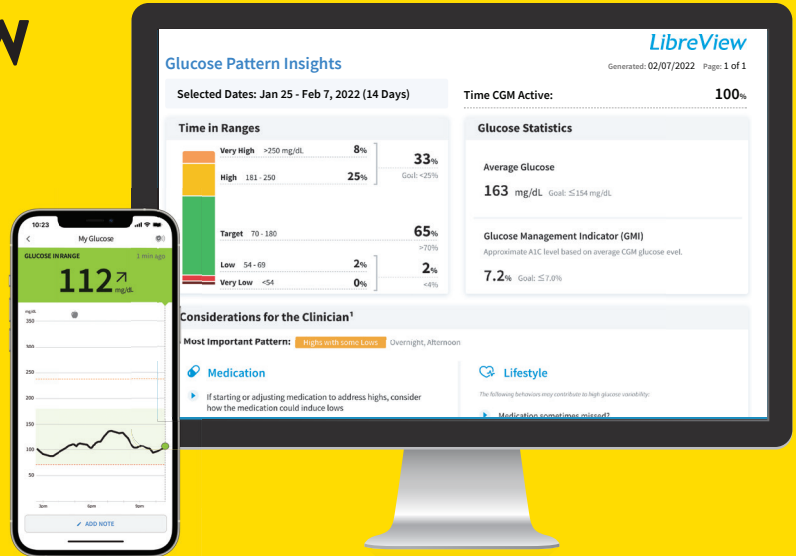 W
LibreView
Glucose Pattern Insights
Generated: 02/07/2022 Page: 1 of 1
Selected Dates: Jan 25 - Feb 7, 2022 (14 Days)
Time CGM Active: 100%
Time in Ranges
Very High >250 mg/dL 8%
33%
Goal: <25%
High 181 - 250 25%
Target 70 - 180 65%
>70%
Low 54 - 69 2%
2%
Very Low <54 0%
<4%
Glucose Statistics
Average Glucose
163 mg/dL Goal: ≤154 mg/dL
Glucose Management Indicator (GMI)
Approximate A1C level based on average CGM glucose evel.
7.2% Goal: ≤7.0%
Considerations for the Clinician¹
Most Important Pattern: Highs with some Lows Overnight, Afternoon
Medication
If starting or adjusting medication to address highs, consider
how the medication could induce lows
Lifestyle
The following behaviors may contribute to high glucose variability:
Medication sometimes missed?
10:23
My Glucose
GLUCOSE IN RANGE 1 min ago
112 mg/dL
mg/dL
350
300
250
200
150
100
50
3pm 6pm 9pm
ADD NOTE